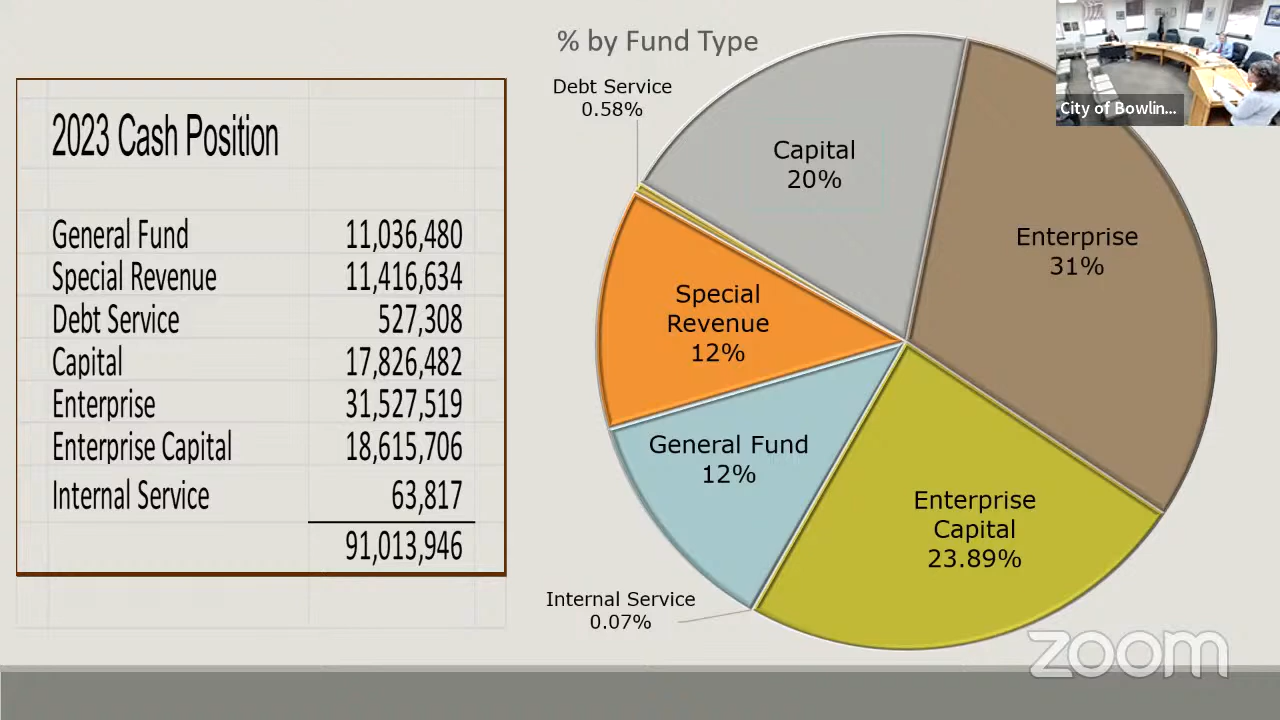 % by Fund Type
City of Bowlin...
2023 Cash Position
General Fund 11,036,480
Special Revenue 11,416,634
Debt Service 527,308
Capital 17,826,482
Enterprise 31,527,519
Enterprise Capital 18,615,706
Internal Service 63,817
91,013,946
Debt Service
0.58%
Capital
20%
Enterprise
31%
Special
Revenue
12%
General Fund
12%
Enterprise
Capital
23.89%
Internal Service
0.07%
zoom